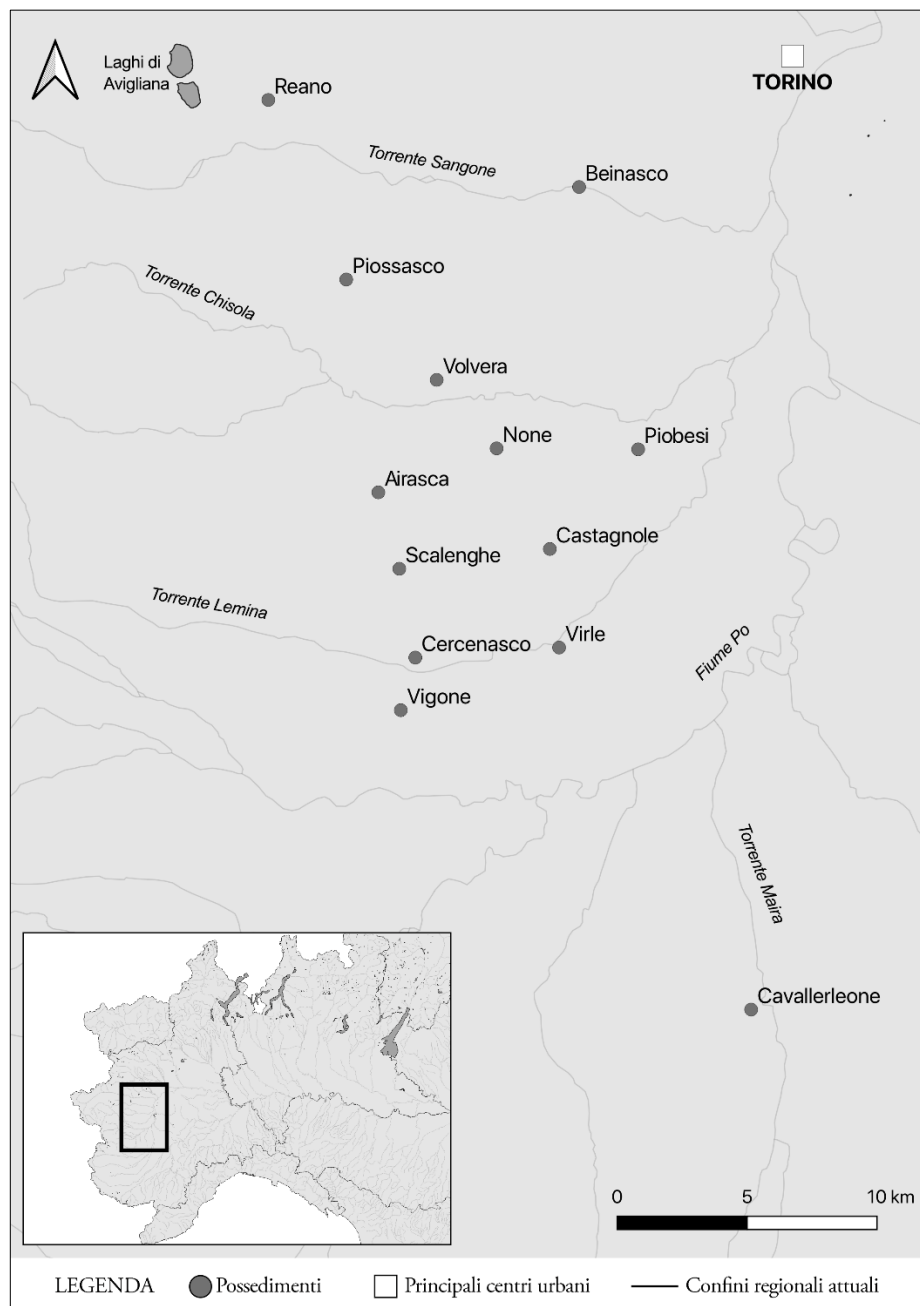 Laghi di
Avigliana
Reano
TORINO
Torrente Sangone
Beinasco
Piossasco
Torrente Chisola
Volvera
None
Piobesi
Airasca
Castagnole
Scalenghe
Torrente Lemina
Virle
Cercenasco
Fiume Po
Vigone
Torrente Maira
Cavallerleone
0 5 10 km
LEGENDA Possedimenti Principali centri urbani Confini regionali attuali